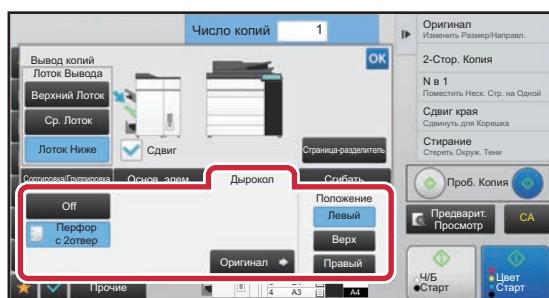 Число копий 1
Вывод копий
OK
Лоток Вывода
Верхний Лоток
Ср. Лоток
Лоток Ниже
Сдвиг
Страница-разделитель
Сортировка/Группировка
Основ. элем.
Дырокол
Сгибать
Off
Перфор
с 2отвер
Оригинал
Положение
Левый
Верх
Правый
Прочие
4 A3
A4
Оригинал
Изменить Размер/Направл.
2-Стор. Копия
N в 1
Поместить Неск. Стр. на Одной
Сдвиг края
Сдвинуть для Корешка
Стирание
Стереть Окруж. Тени
Проб. Копия
Предварит.
Просмотр
CA
Ч/Б
Старт
Цвет
Старт